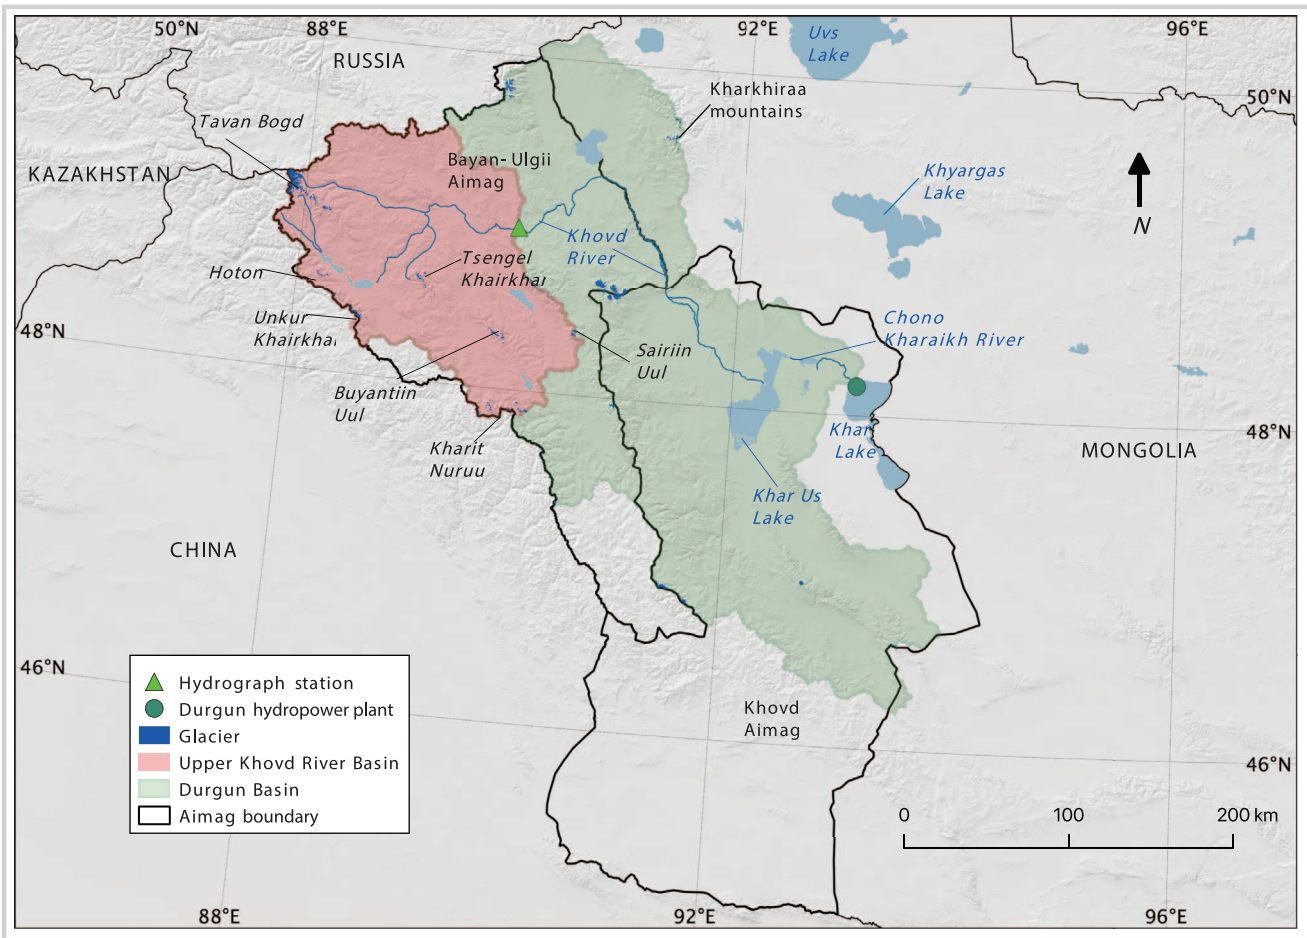 50°N
88°E
92°E
96°E
Uvs
Lake
RUSSIA
50°N
Kharkhiraa
mountains
Tavan Bogd
KAZAKHSTAN
Bayan-Ulgii
Aimag
Khyargas
Lake
N
Khovd
River
Tsengel
Khairkhan
Hoton
Unkur
Khairkhan
48°N
Chono
Kharaikh River
Sairiin
Uul
Buyantiin
Uul
Khar
Lake
48°N
Kharit
Nuruu
MONGOLIA
Khar Us
Lake
CHINA
46°N
Hydrograph station
Durgun hydropower plant
Glacier
Upper Khovd River Basin
Durgun Basin
Aimag boundary
Khovd
Aimag
46°N
0
100
200 km
88°E
92°E
96°E